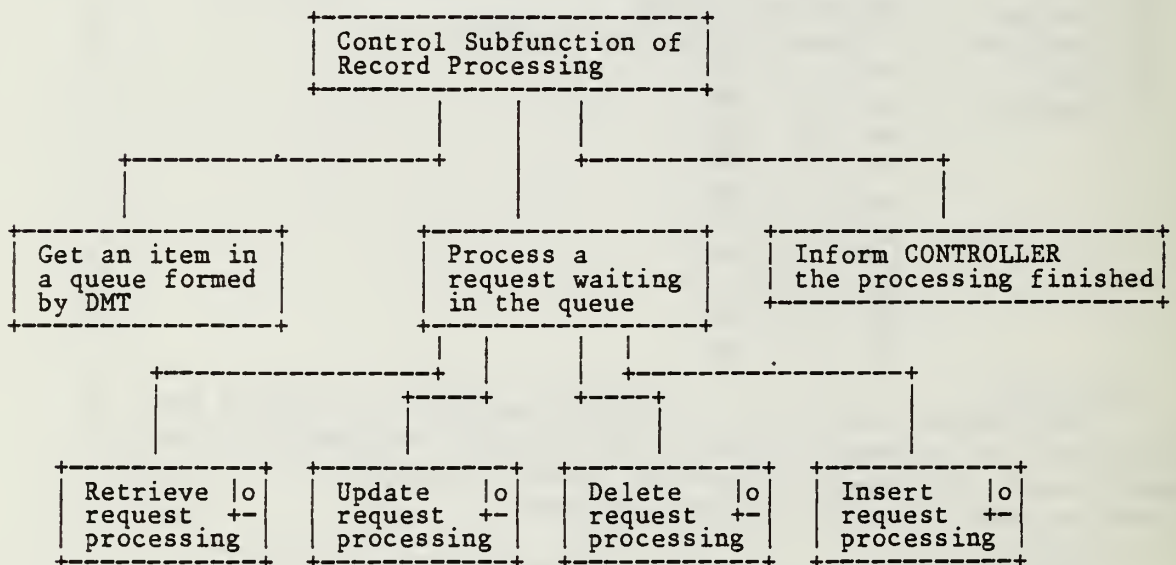 Control Subfunction of
Record Processing
Get an item in
a queue formed
by DMT
Process a
request waiting
in the queue
Inform CONTROLLER
the processing finished
Retrieve o
request
processing
Update o
request
processing
Delete o
request
processing
Insert o
request
processing